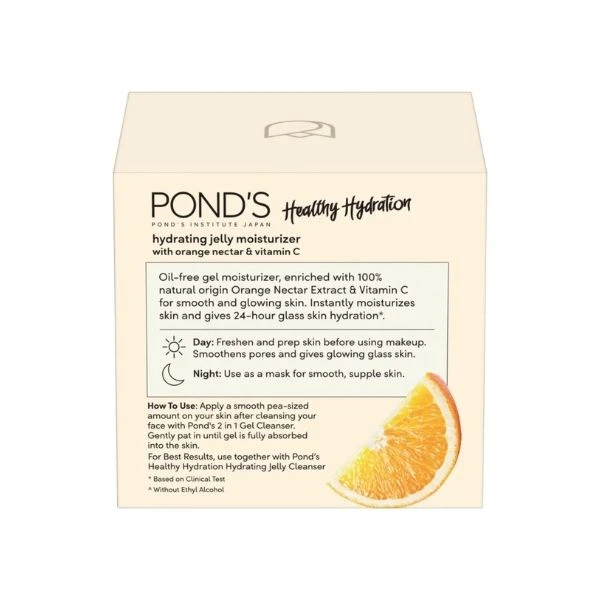 POND'S Healthy Hydration
POND'S INSTITUTE JAPAN
hydrating jelly moisturizer
with orange nectar & vitamin C
Oil-free gel moisturizer, enriched with 100%
natural origin Orange Nectar Extract & Vitamin C
for smooth and glowing skin. Instantly moisturizes
skin and gives 24-hour glass skin hydration*.
Day: Freshen and prep skin before using makeup.
Smoothens pores and gives glowing glass skin.
Night: Use as a mask for smooth, supple skin.
How To Use: Apply a smooth pea-sized
amount on your skin after cleansing your
face with Pond's 2 in 1 Gel Cleanser.
Gently pat in until gel is fully absorbed
into the skin.
For Best Results, use together with Pond's
Healthy Hydration Hydrating Jelly Cleanser
* Based on Clinical Test
^ Without Ethyl Alcohol